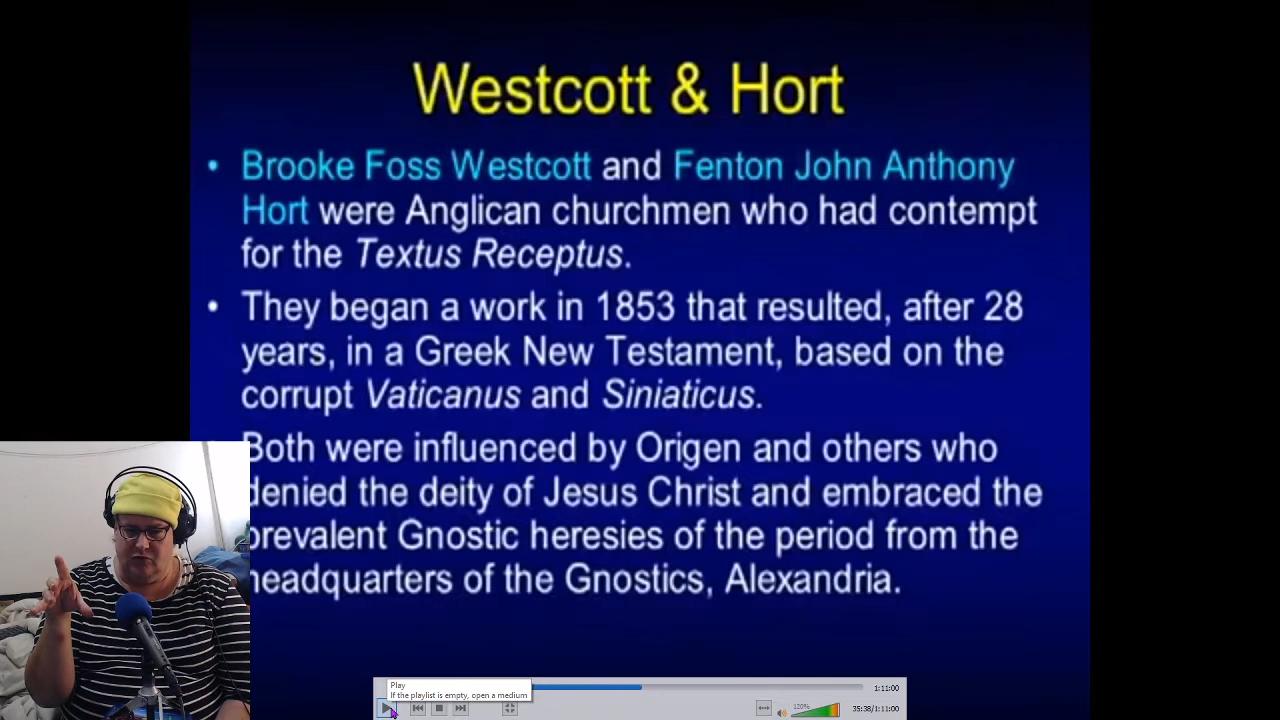 Westcott & Hort
• Brooke Foss Westcott and Fenton John Anthony
Hort were Anglican churchmen who had contempt
for the Textus Receptus.
• They began a work in 1853 that resulted, after 28
years, in a Greek New Testament, based on the
corrupt Vaticanus and Siniaticus.
Both were influenced by Origen and others who
denied the deity of Jesus Christ and embraced the
prevalent Gnostic heresies of the period from the
headquarters of the Gnostics, Alexandria.
Play
If the playlist is empty, open a medium
1:11:00
120%
35:38/1:11:00